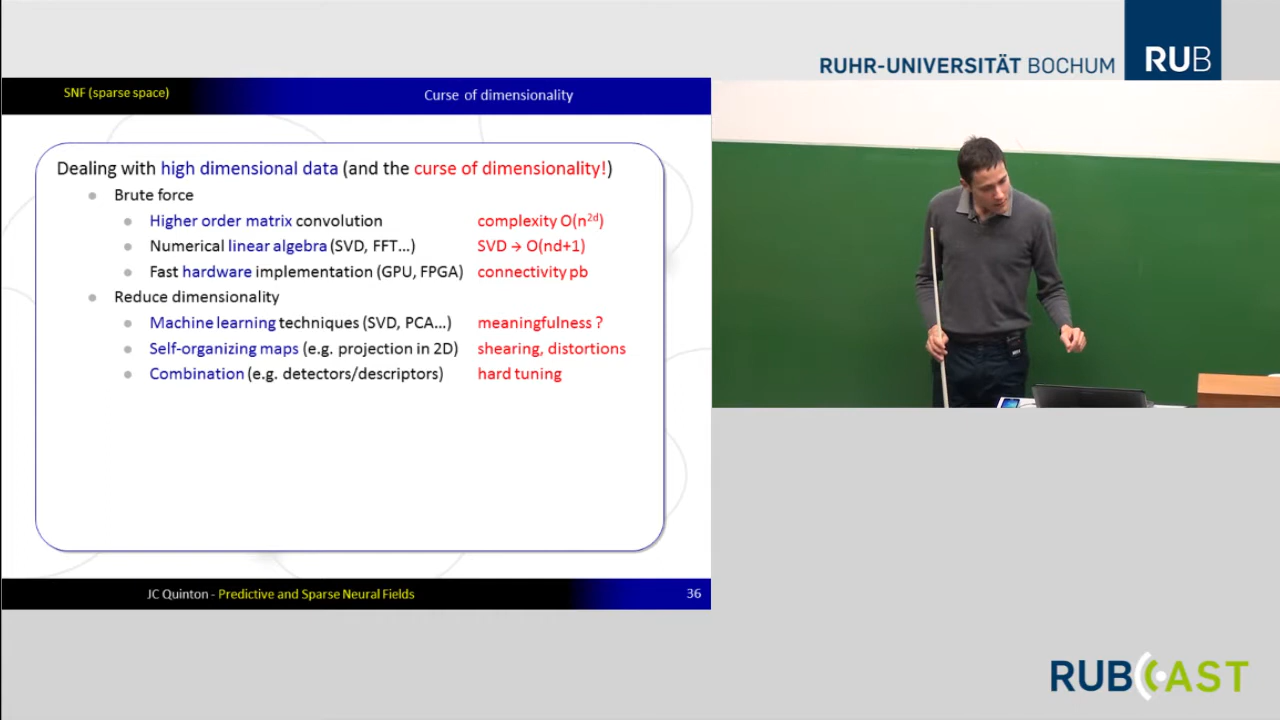 RUHR-UNIVERSITÄT BOCHUM RUB
SNF (sparse space) Curse of dimensionality
Dealing with high dimensional data (and the curse of dimensionality!)
● Brute force
● Higher order matrix convolution complexity O(n²ᵈ)
● Numerical linear algebra (SVD, FFT...) SVD → O(nd+1)
● Fast hardware implementation (GPU, FPGA) connectivity pb
● Reduce dimensionality
● Machine learning techniques (SVD, PCA...) meaningfulness ?
● Self-organizing maps (e.g. projection in 2D) shearing, distortions
● Combination (e.g. detectors/descriptors) hard tuning
JC Quinton - Predictive and Sparse Neural Fields 36
RUBCAST